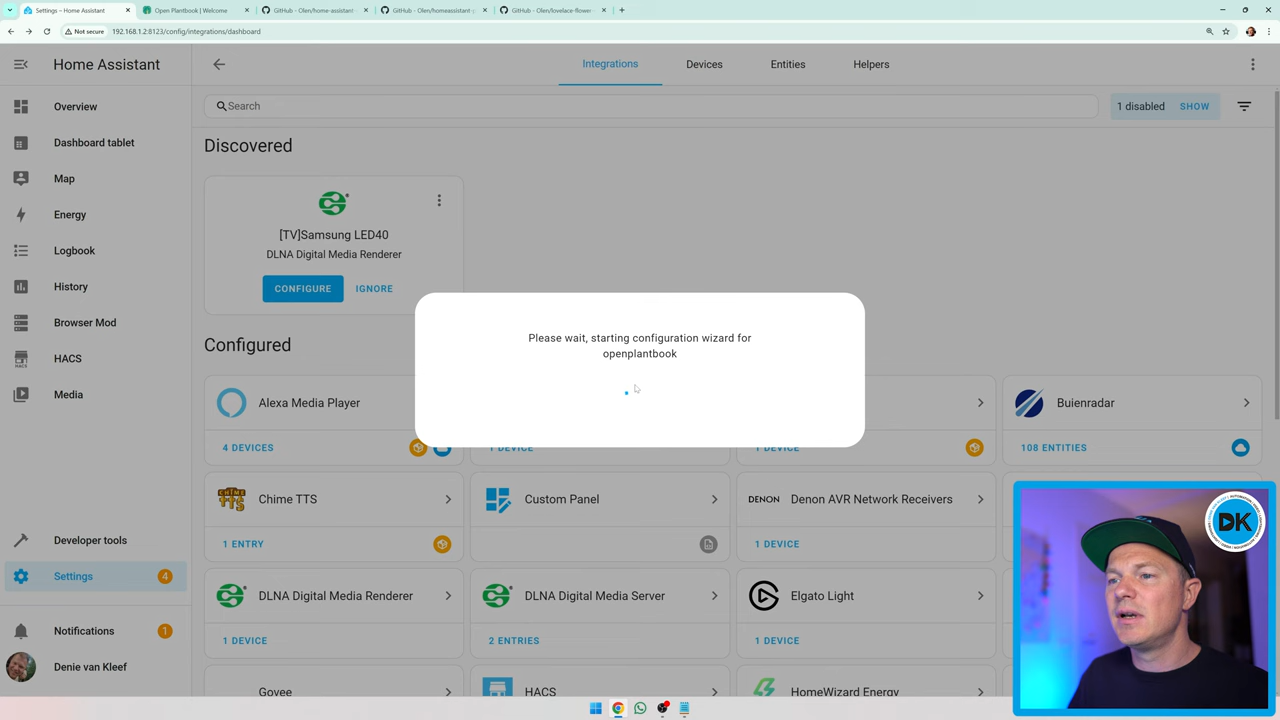 Settings – Home Assistant
Open Plantbook | Welcome
GitHub - Olen/home-assistant-
GitHub - Olen/homeassistant-p
GitHub - Olen/lovelace-flower-
Not secure
192.168.1.2:8123/config/integrations/dashboard
Home Assistant
Integrations
Devices
Entities
Helpers
Overview
Dashboard tablet
Map
Energy
Logbook
History
Browser Mod
HACS
Media
Developer tools
Settings
4
Notifications
1
Denie van Kleef
Search
1 disabled
SHOW
Discovered
[TV]Samsung LED40
DLNA Digital Media Renderer
CONFIGURE
IGNORE
Please wait, starting configuration wizard for
openplantbook
Configured
Alexa Media Player
4 DEVICES
1 DEVICE
1 DEVICE
Buienradar
108 ENTITIES
CHIME
TTS
Chime TTS
1 ENTRY
Custom Panel
DENON
Denon AVR Network Receivers
1 DEVICE
DLNA Digital Media Renderer
1 DEVICE
DLNA Digital Media Server
2 ENTRIES
Elgato Light
1 DEVICE
Govee
HACS
HomeWizard Energy
DK